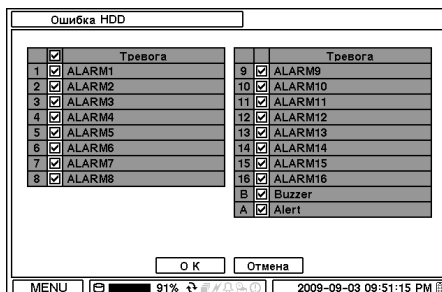 Ошибка HDD
Тревога
1 ALARM1
2 ALARM2
3 ALARM3
4 ALARM4
5 ALARM5
6 ALARM6
7 ALARM7
8 ALARM8
Тревога
9 ALARM9
10 ALARM10
11 ALARM11
12 ALARM12
13 ALARM13
14 ALARM14
15 ALARM15
16 ALARM16
B Buzzer
A Alert
O K Отмена
MENU 91% 2009-09-03 09:51:15 PM